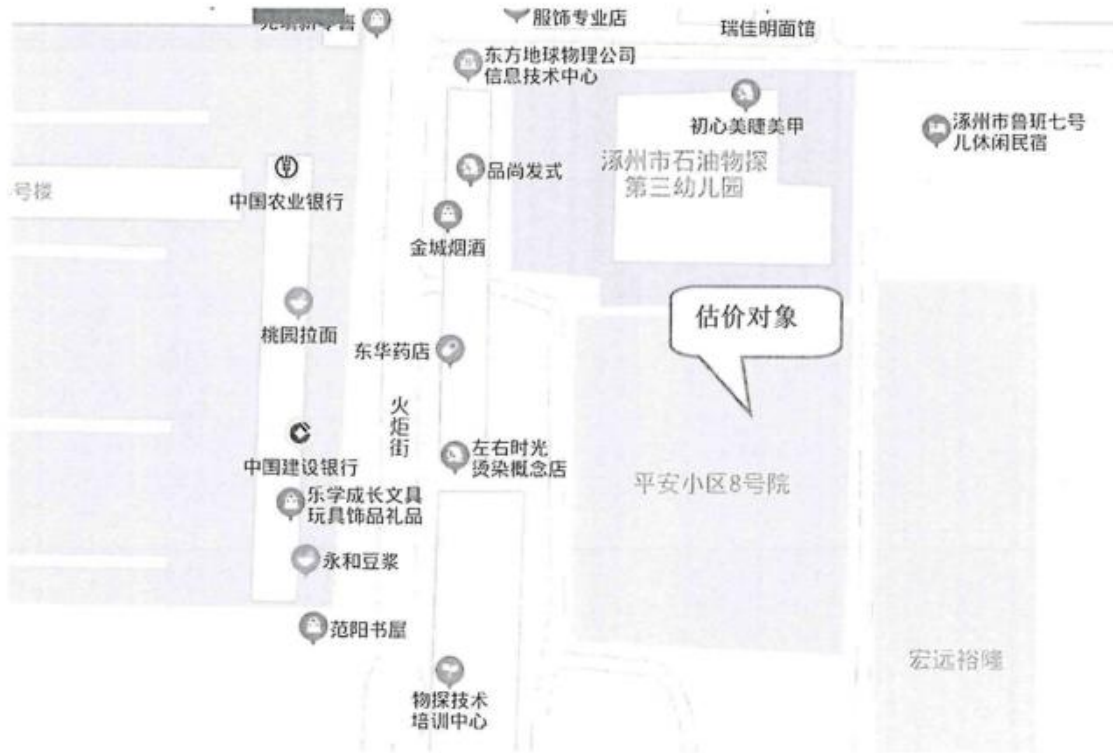 服饰专业店
瑞佳明面馆
东方地球物理公司
信息技术中心
初心美睫美甲
涿州市鲁班七号
儿休闲民宿
涿州市石油物探
第三幼儿园
品尚发式
号楼
中国农业银行
金城烟酒
桃园拉面
东华药店
估价对象
火炬街
左右时光
烫染概念店
中国建设银行
平安小区8号院
乐学成长文具
玩具饰品礼品
永和豆浆
范阳书屋
宏远裕隆
物探技术
培训中心